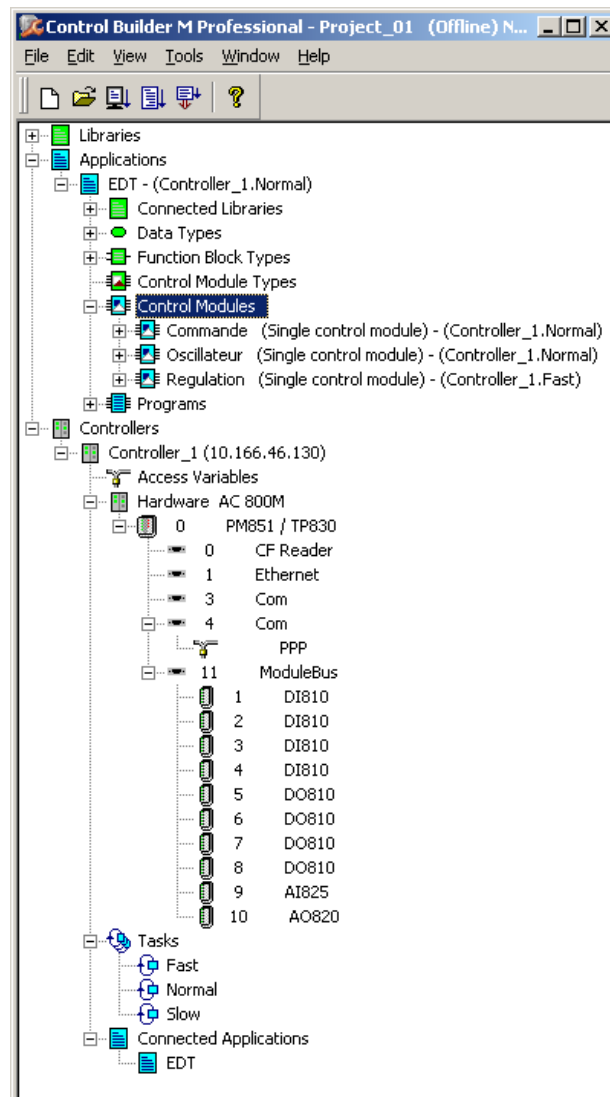 Control Builder M Professional - Project_01 (Offline) N...
File Edit View Tools Window Help
Libraries
Applications
EDT - (Controller_1.Normal)
Connected Libraries
Data Types
Function Block Types
Control Module Types
Control Modules
Commande (Single control module) - (Controller_1.Normal)
Oscillateur (Single control module) - (Controller_1.Normal)
Regulation (Single control module) - (Controller_1.Fast)
Programs
Controllers
Controller_1 (10.166.46.130)
Access Variables
Hardware AC 800M
0 PM851 / TP830
0 CF Reader
1 Ethernet
3 Com
4 Com
PPP
11 ModuleBus
1 DI810
2 DI810
3 DI810
4 DI810
5 DO810
6 DO810
7 DO810
8 DO810
9 AI825
10 AO820
Tasks
Fast
Normal
Slow
Connected Applications
EDT